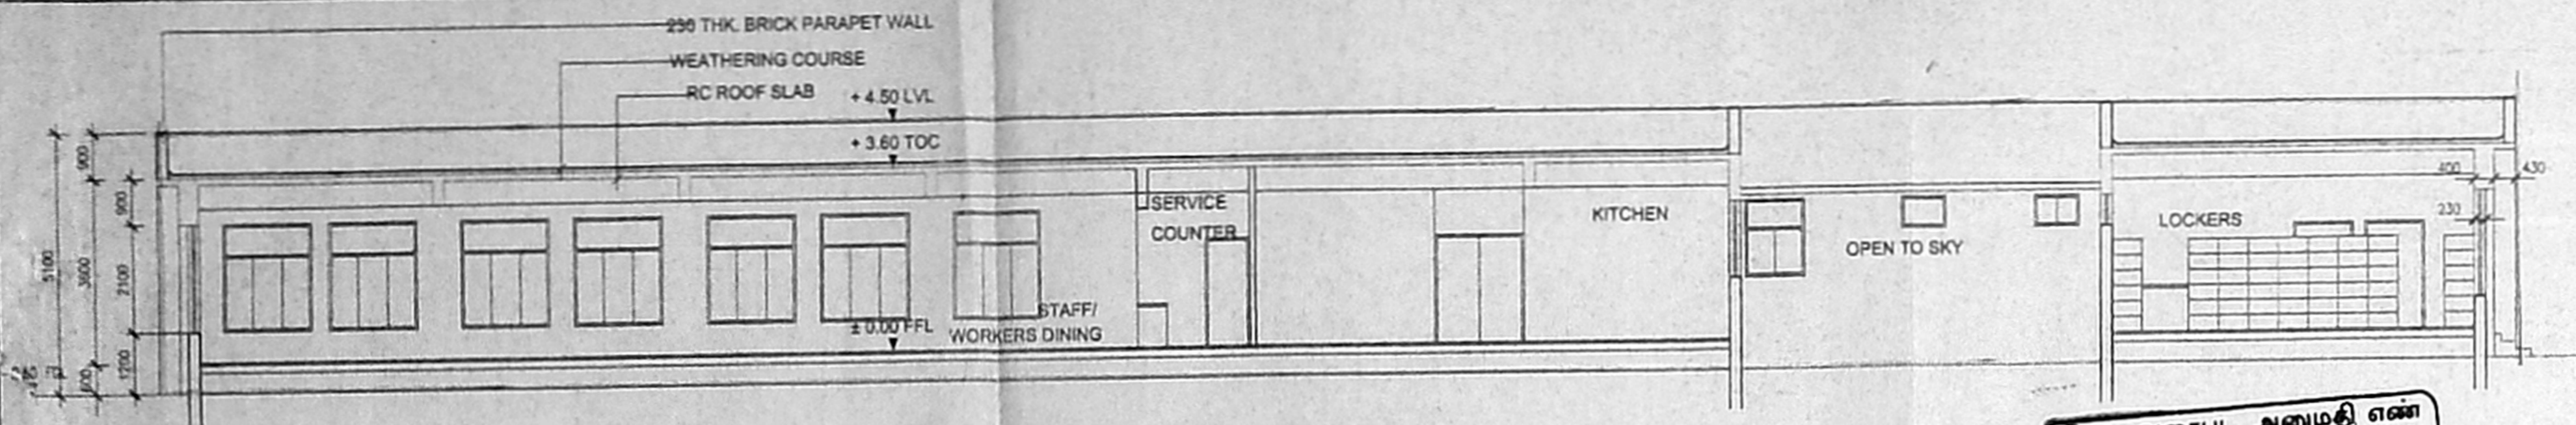 230 THK. BRICK PARAPET WALL
WEATHERING COURSE
RC ROOF SLAB
+ 4.50 LVL
+ 3.60 TOC
900
900
5100
3600
2100
600
1200
SERVICE
COUNTER
KITCHEN
OPEN TO SKY
LOCKERS
400
430
230
STAFF/
WORKERS DINING
± 0.00 FFL
அனுமதி எண்